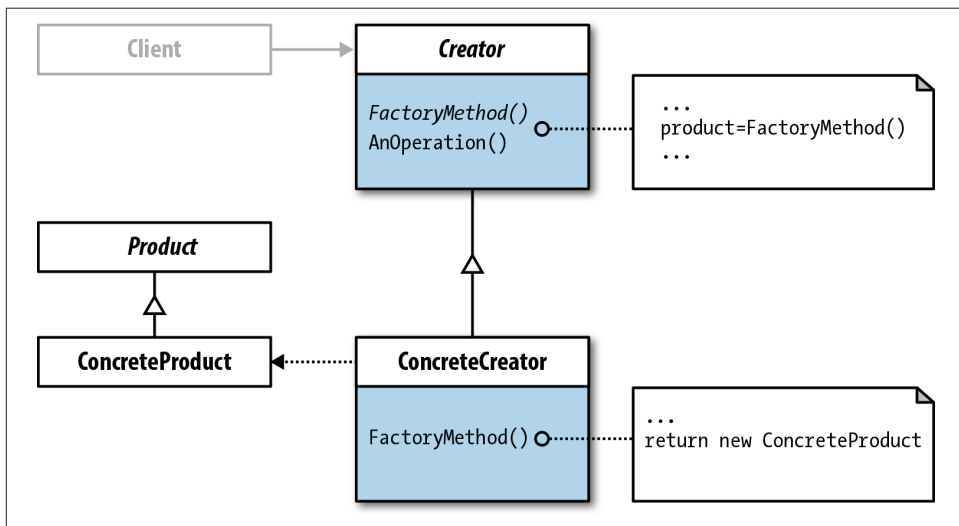 Client
Creator
FactoryMethod()
AnOperation()
...
product=FactoryMethod()
...
Product
ConcreteProduct
ConcreteCreator
FactoryMethod()
...
return new ConcreteProduct